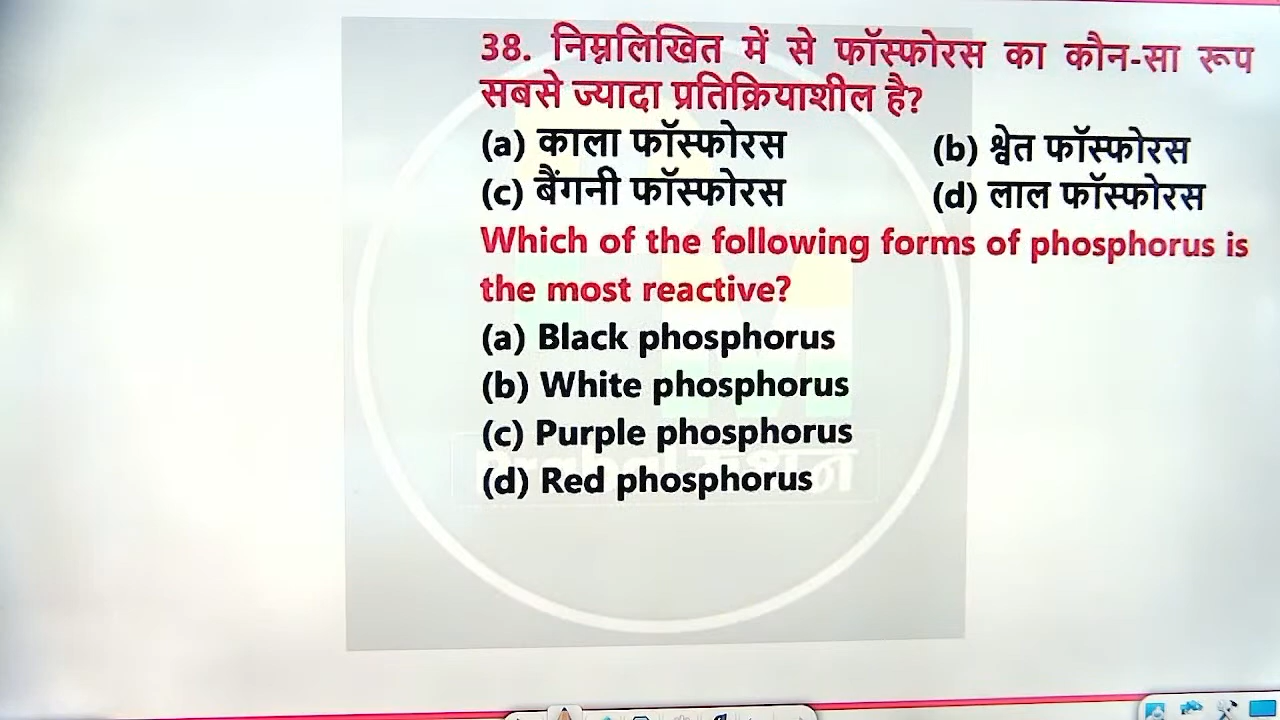 38. निम्नलिखित में से फॉस्फोरस का कौन-सा रूप
सबसे ज्यादा प्रतिक्रियाशील है?
(a) काला फॉस्फोरस (b) श्वेत फॉस्फोरस
(c) बैंगनी फॉस्फोरस (d) लाल फॉस्फोरस
Which of the following forms of phosphorus is
the most reactive?
(a) Black phosphorus
(b) White phosphorus
(c) Purple phosphorus
(d) Red phosphorus